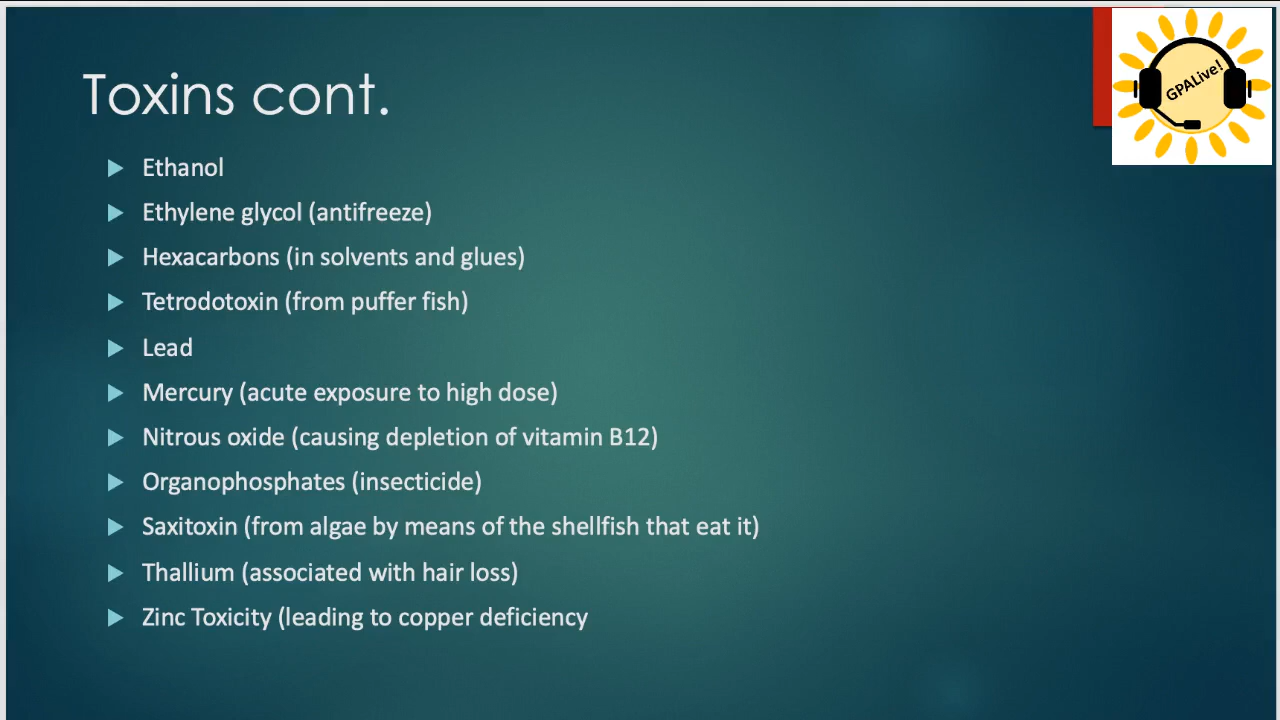 Toxins cont.
GPALive!
Ethanol
Ethylene glycol (antifreeze)
Hexacarbons (in solvents and glues)
Tetrodotoxin (from puffer fish)
Lead
Mercury (acute exposure to high dose)
Nitrous oxide (causing depletion of vitamin B12)
Organophosphates (insecticide)
Saxitoxin (from algae by means of the shellfish that eat it)
Thallium (associated with hair loss)
Zinc Toxicity (leading to copper deficiency